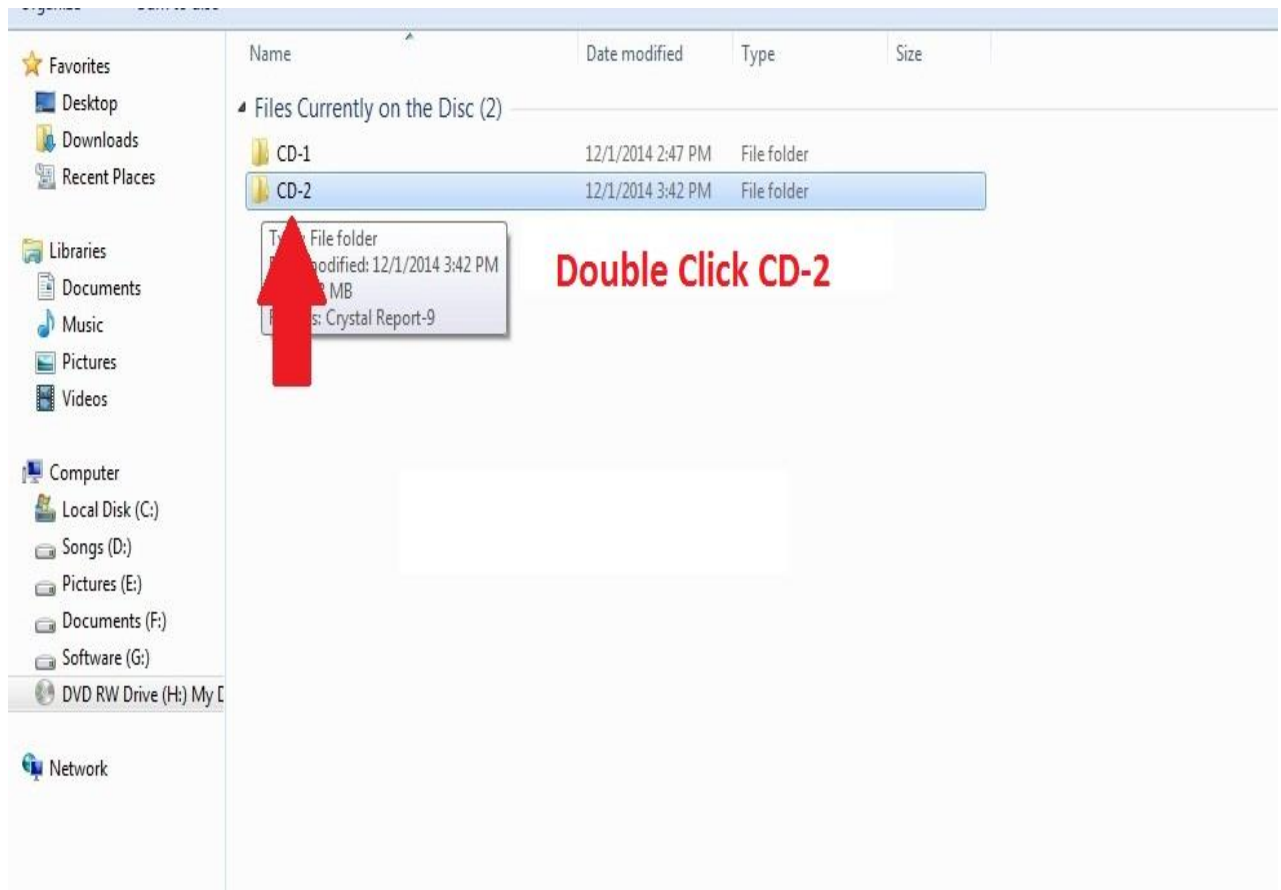 Name Date modified Type Size
Favorites
Desktop
Downloads
Recent Places
Libraries
Documents
Music
Pictures
Videos
Computer
Local Disk (C:)
Songs (D:)
Pictures (E:)
Documents (F:)
Software (G:)
DVD RW Drive (H:) My
Network
Files Currently on the Disc (2)
CD-1 12/1/2014 2:47 PM File folder
CD-2 12/1/2014 3:42 PM File folder
File folder
12/1/2014 3:42 PM
MB
Crystal Report-9
Double Click CD-2